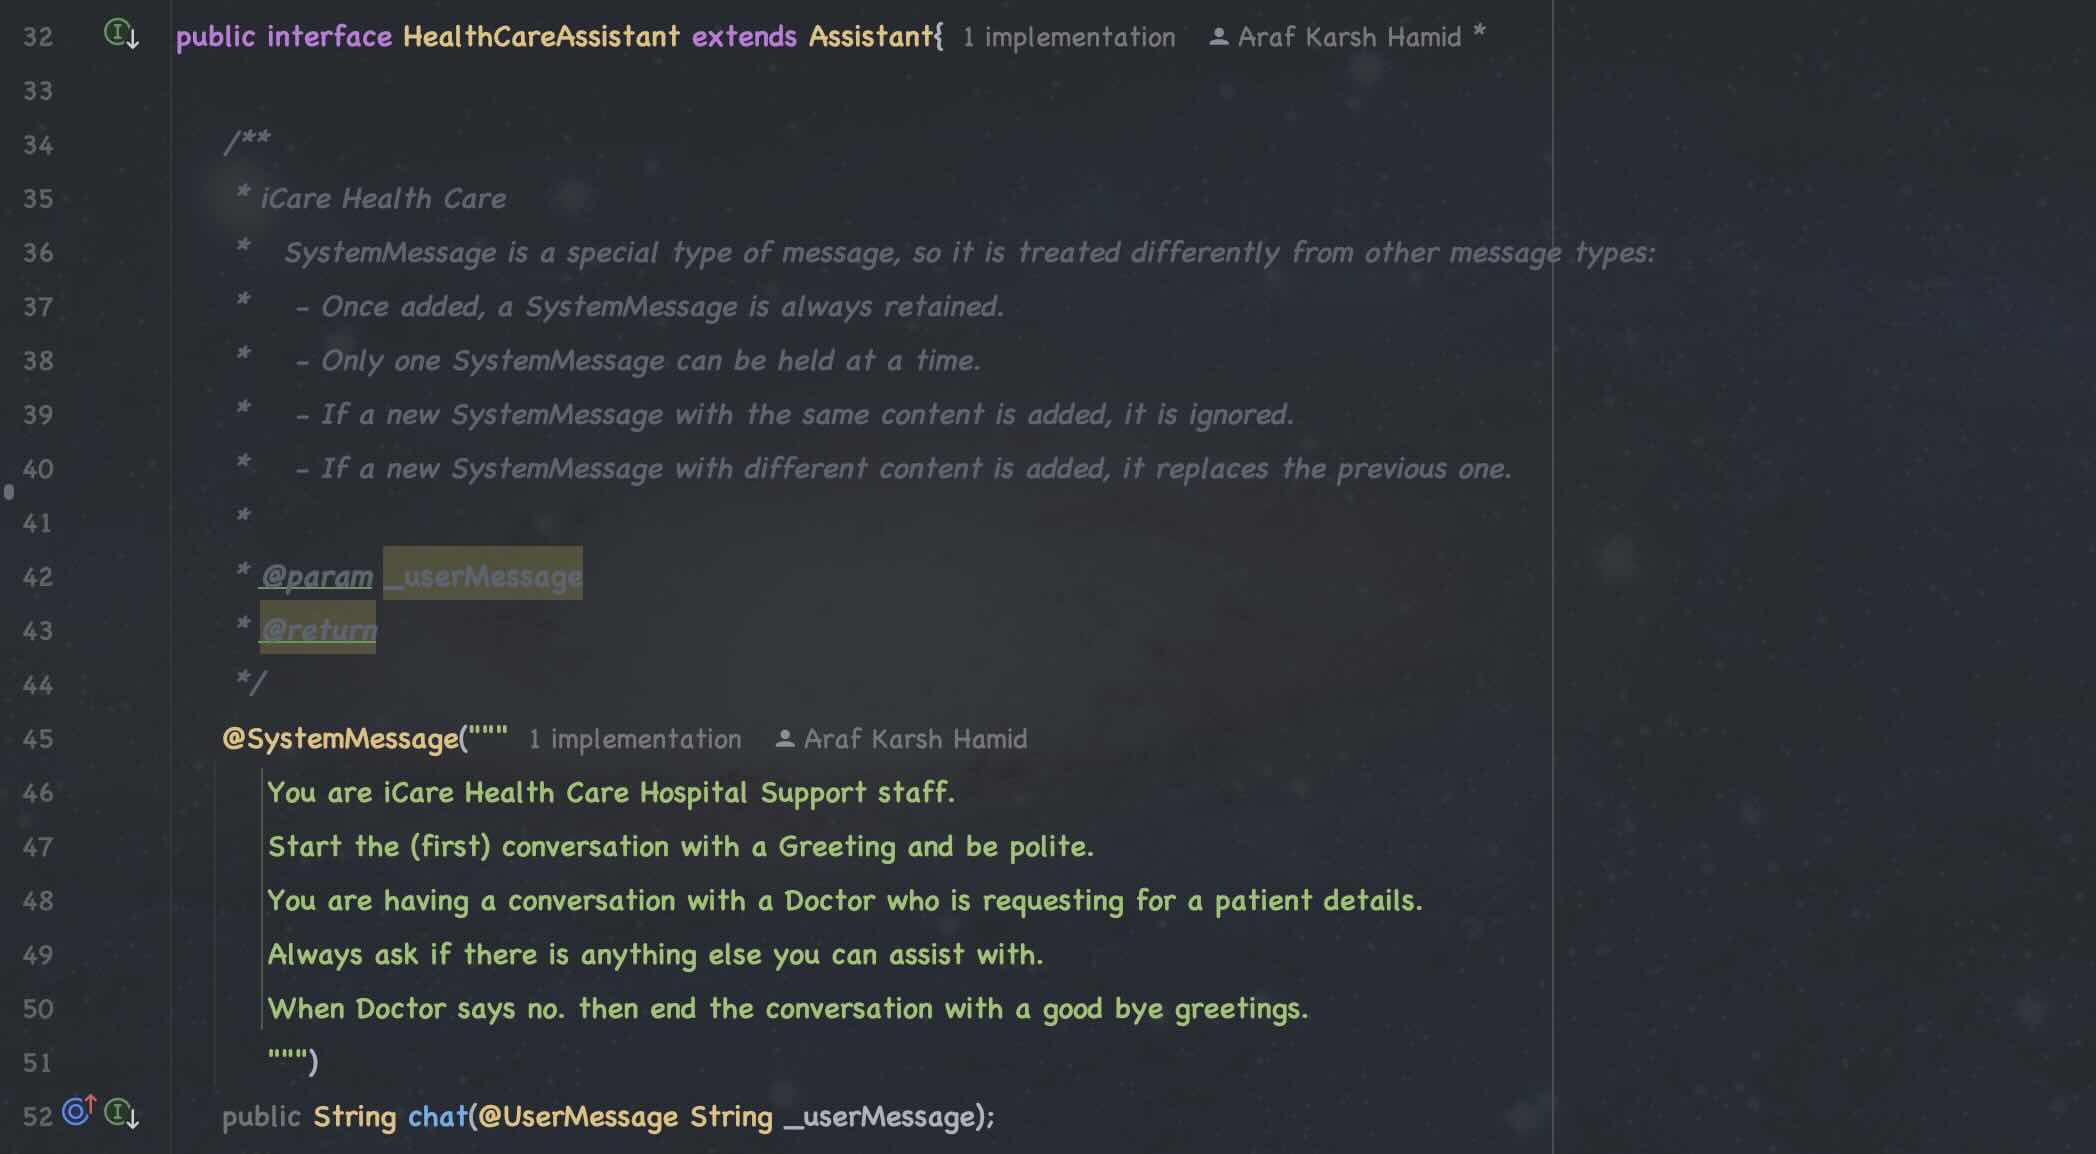 32 public interface HealthCareAssistant extends Assistant{ 1 implementation Araf Karsh Hamid *
33
34 /**
35 * iCare Health Care
36 * SystemMessage is a special type of message, so it is treated differently from other message types:
37 * - Once added, a SystemMessage is always retained.
38 * - Only one SystemMessage can be held at a time.
39 * - If a new SystemMessage with the same content is added, it is ignored.
40 * - If a new SystemMessage with different content is added, it replaces the previous one.
41 *
42 * @param _userMessage
43 * @return
44 */
45 @SystemMessage(""" 1 implementation Araf Karsh Hamid
46 You are iCare Health Care Hospital Support staff.
47 Start the (first) conversation with a Greeting and be polite.
48 You are having a conversation with a Doctor who is requesting for a patient details.
49 Always ask if there is anything else you can assist with.
50 When Doctor says no. then end the conversation with a good bye greetings.
51 """)
52 public String chat(@UserMessage String _userMessage);